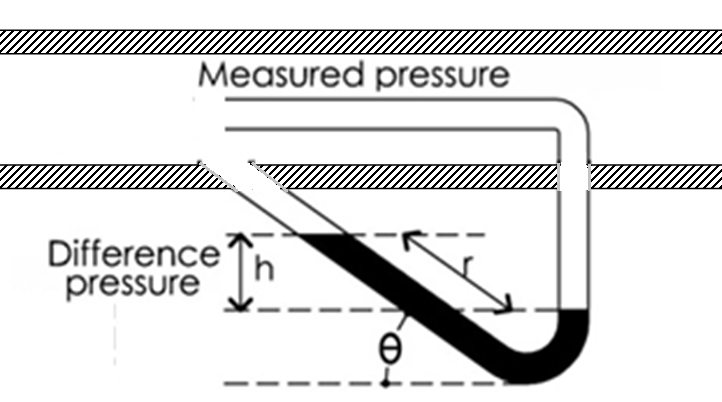 Measured pressure
Difference
pressure
h
r
θ